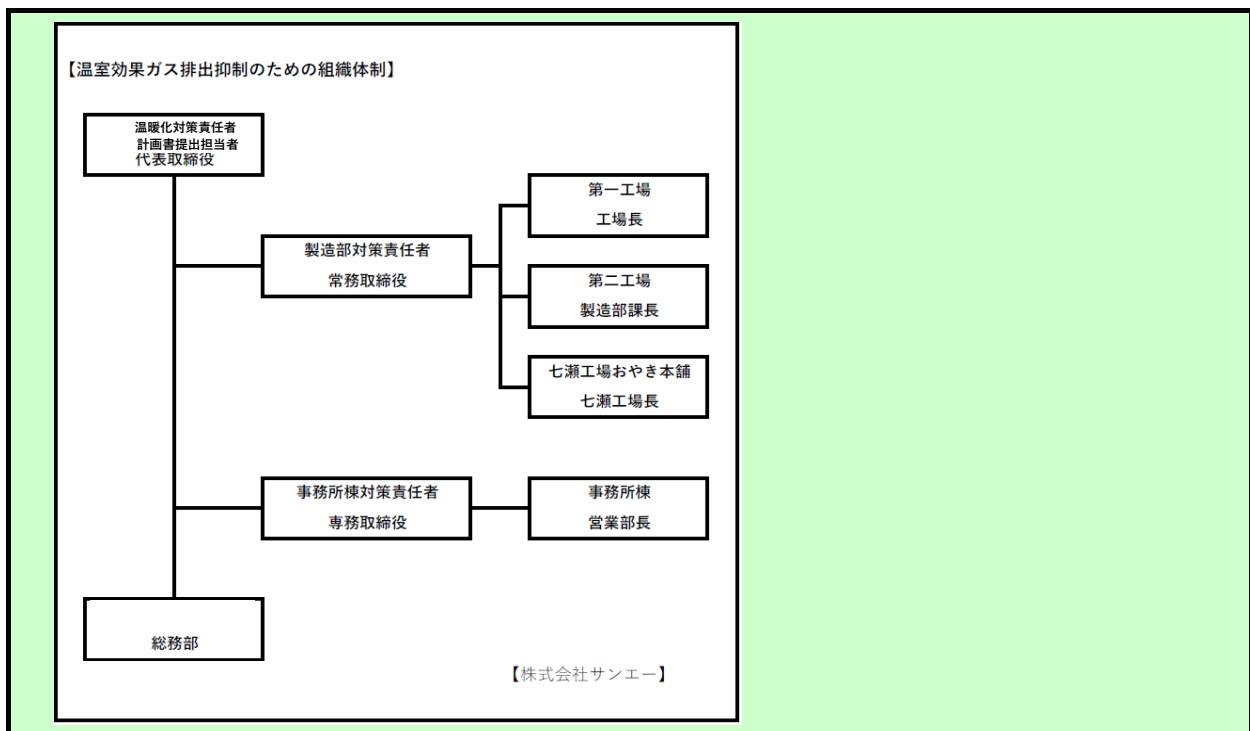 【温室効果ガス排出抑制のための組織体制】
温暖化対策責任者
計画書提出担当者
代表取締役
第一工場
工場長
製造部対策責任者
常務取締役
第二工場
製造部課長
七瀬工場おやき本舗
七瀬工場長
事務所棟対策責任者
専務取締役
事務所棟
営業部長
総務部
【株式会社サンエー】